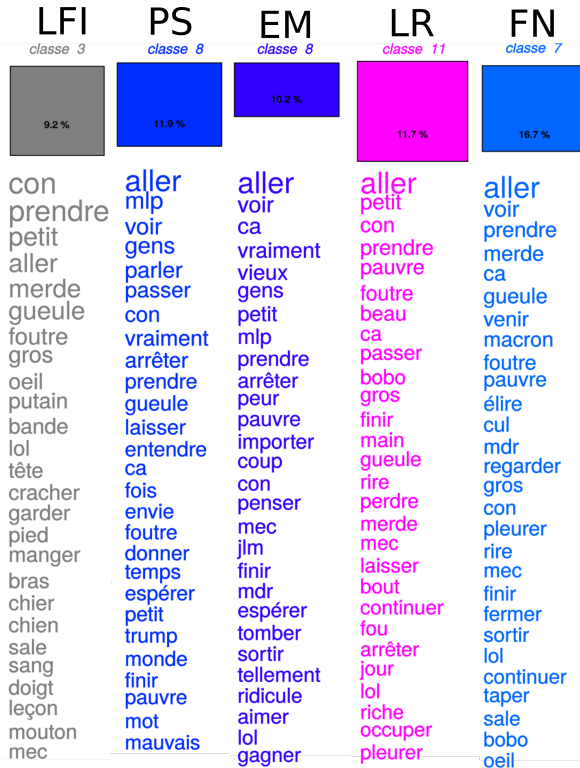 LFI
classe 3
9.2 %
con
prendre
petit
aller
merde
gueule
foutre
gros
oeil
putain
bande
lol
tête
cracher
garder
pied
manger
bras
chier
chien
sale
sang
doigt
leçon
mouton
mec
PS
classe 8
11.9 %
aller
mlp
voir
gens
parler
passer
con
vraiment
arrêter
prendre
gueule
laisser
entendre
ca
fois
envie
foutre
donner
temps
espérer
petit
trump
monde
finir
pauvre
mot
mauvais
EM
classe 8
10.2 %
aller
voir
ca
vraiment
vieux
gens
petit
mlp
prendre
arrêter
peur
pauvre
importer
coup
con
penser
mec
jlm
finir
mdr
espérer
tomber
sortir
tellement
ridicule
aimer
lol
gagner
LR
classe 11
11.7 %
aller
petit
con
prendre
pauvre
foutre
beau
ca
passer
bobo
gros
finir
main
gueule
rire
perdre
merde
mec
laisser
bout
continuer
fou
arrêter
jour
lol
riche
occuper
pleurer
FN
classe 7
16.7 %
aller
voir
prendre
merde
ca
gueule
venir
macron
foutre
pauvre
élire
cul
mdr
regarder
gros
con
pleurer
rire
mec
finir
fermer
sortir
lol
continuer
taper
sale
bobo
oeil